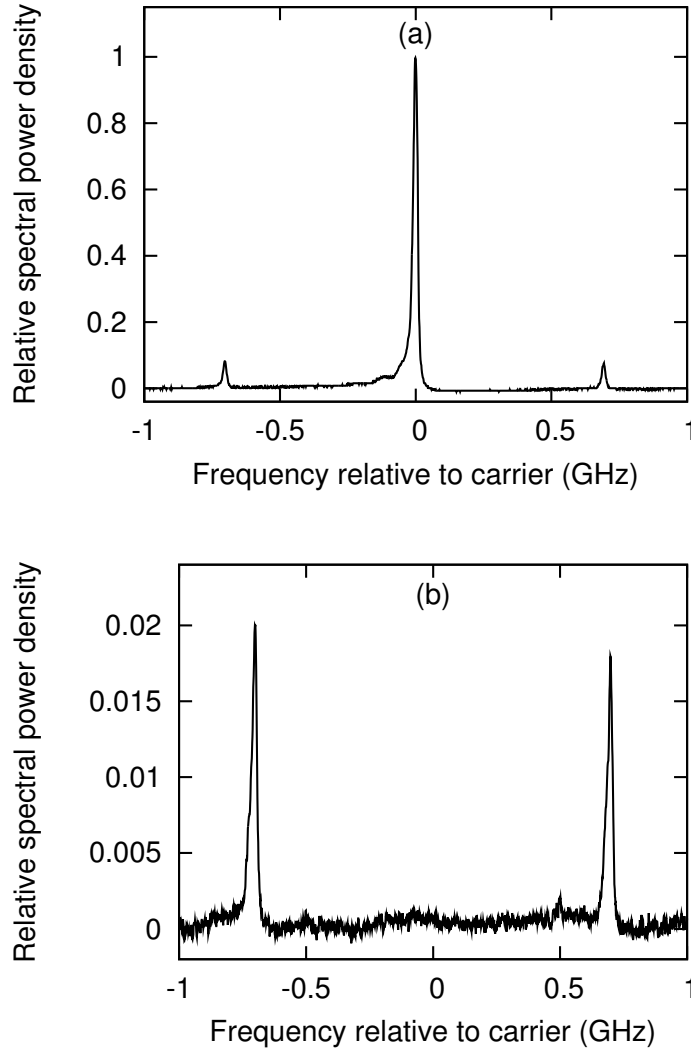 (a)
Relative spectral power density
1
0.8
0.6
0.4
0.2
0
-1 -0.5 0 0.5 1
Frequency relative to carrier (GHz)
(b)
Relative spectral power density
0.02
0.015
0.01
0.005
0
-1 -0.5 0 0.5 1
Frequency relative to carrier (GHz)